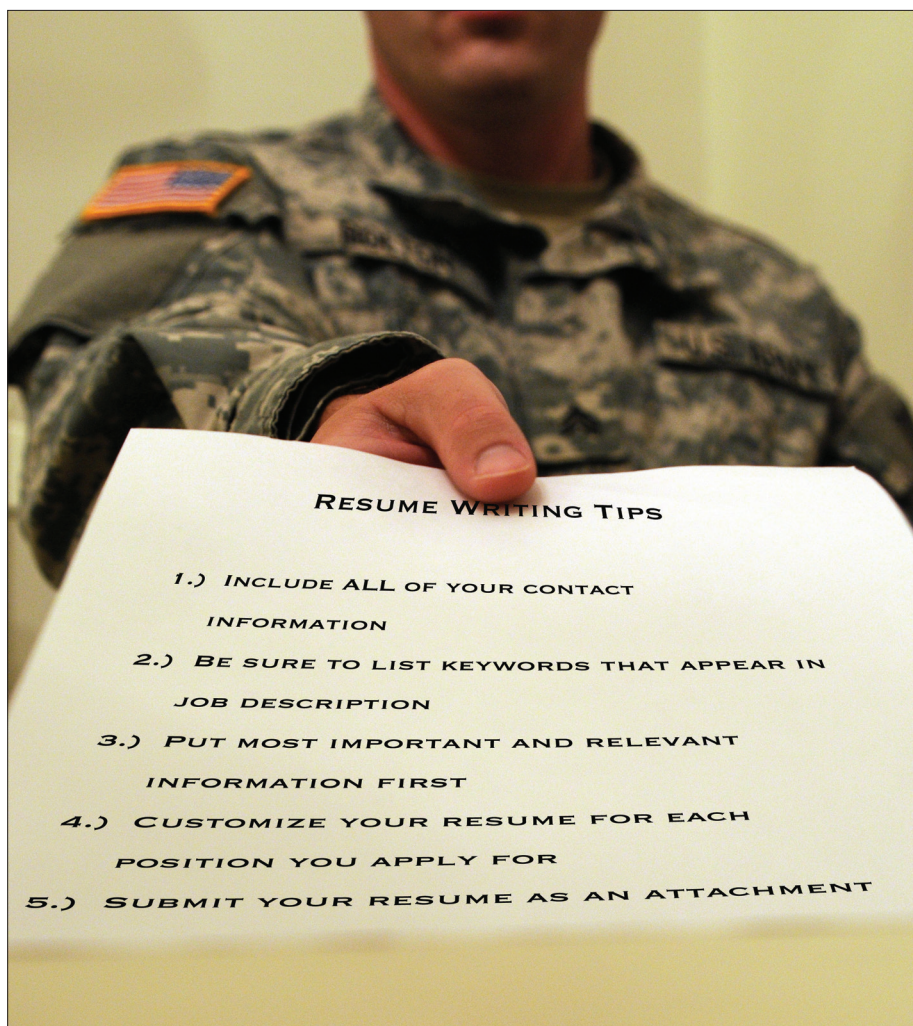 U.S. ARMY
Resume Writing Tips
1.) Include ALL of your contact
information
2.) Be sure to list keywords that appear in
job description
3.) Put most important and relevant
information first
4.) Customize your resume for each
position you apply for
5.) Submit your resume as an attachment